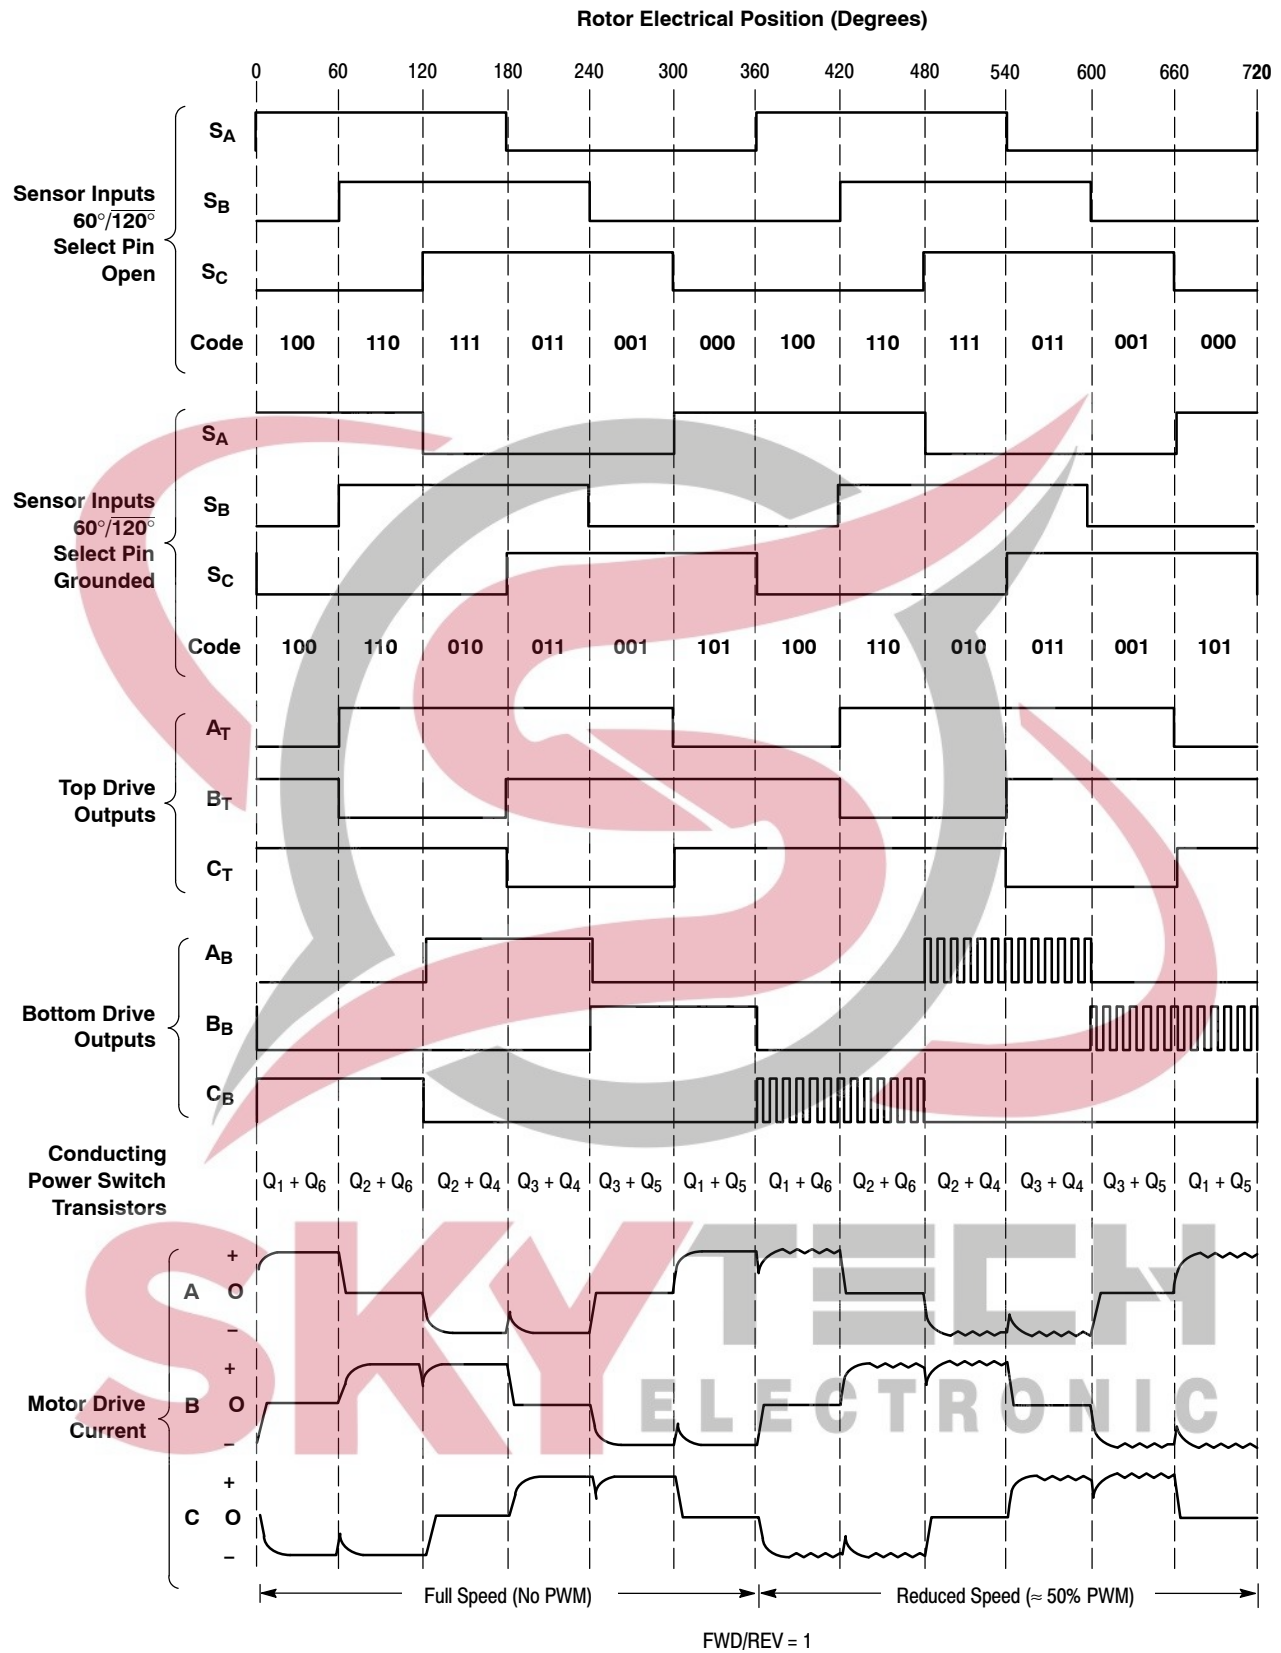 Rotor Electrical Position (Degrees)
0 60 120 180 240 300 360 420 480 540 600 660 720
Sensor Inputs
60°/120°
Select Pin
Open
SA
SB
SC
Code 100 110 111 011 001 000 100 110 111 011 001 000
Sensor Inputs
60°/120°
Select Pin
Grounded
SA
SB
SC
Code 100 110 010 011 001 101 100 110 010 011 001 101
Top Drive
Outputs
AT
BT
CT
Bottom Drive
Outputs
AB
BB
CB
Conducting
Power Switch
Transistors
Q1 + Q6 Q2 + Q6 Q2 + Q4 Q3 + Q4 Q3 + Q5 Q1 + Q5 Q1 + Q6 Q2 + Q6 Q2 + Q4 Q3 + Q4 Q3 + Q5 Q1 + Q5
SKYTECH
ELECTRONIC
Motor Drive
Current
+
A O
−
+
B O
−
+
C O
−
Full Speed (No PWM) Reduced Speed (≈ 50% PWM)
FWD/REV = 1